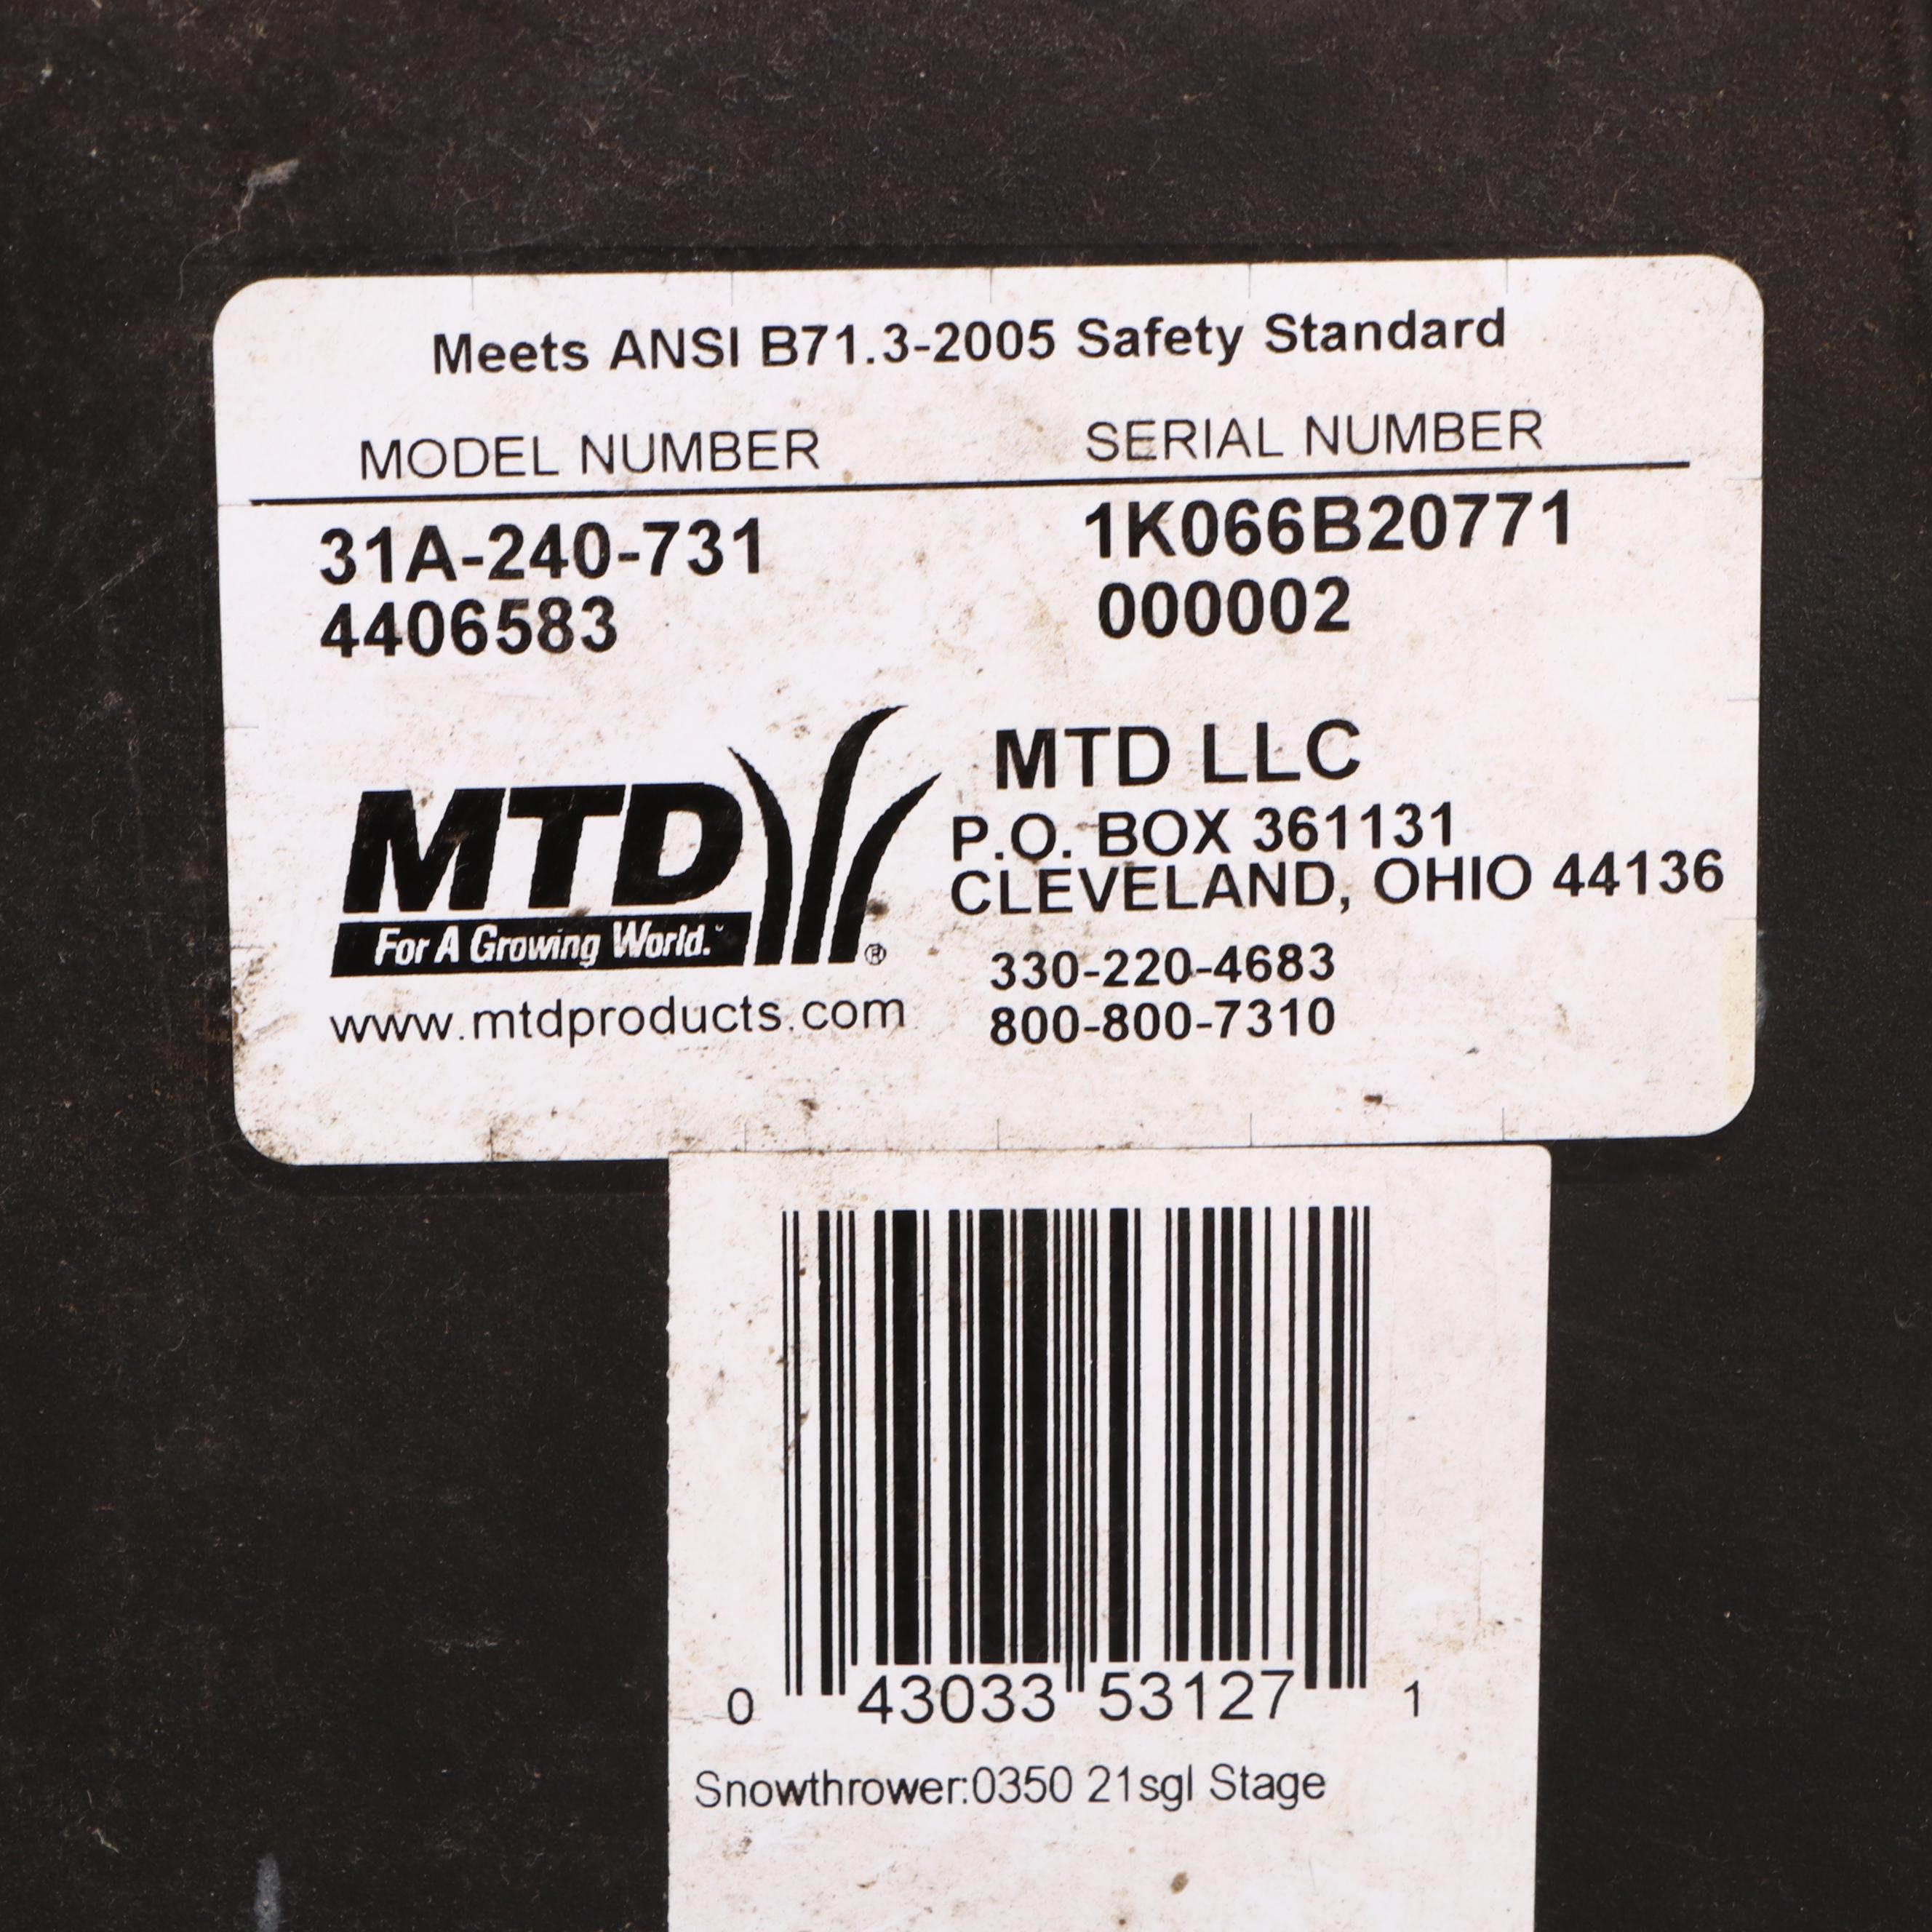 Meets ANSI B71.3-2005 Safety Standard
MODEL NUMBER
SERIAL NUMBER
31A-240-731
1K066B20771
4406583
000002
MTD
For A Growing World.™
®
www.mtdproducts.com
MTD LLC
P.O. BOX 361131
CLEVELAND, OHIO 44136
330-220-4683
800-800-7310
0 43033 53127 1
Snowthrower:0350 21sgl Stage